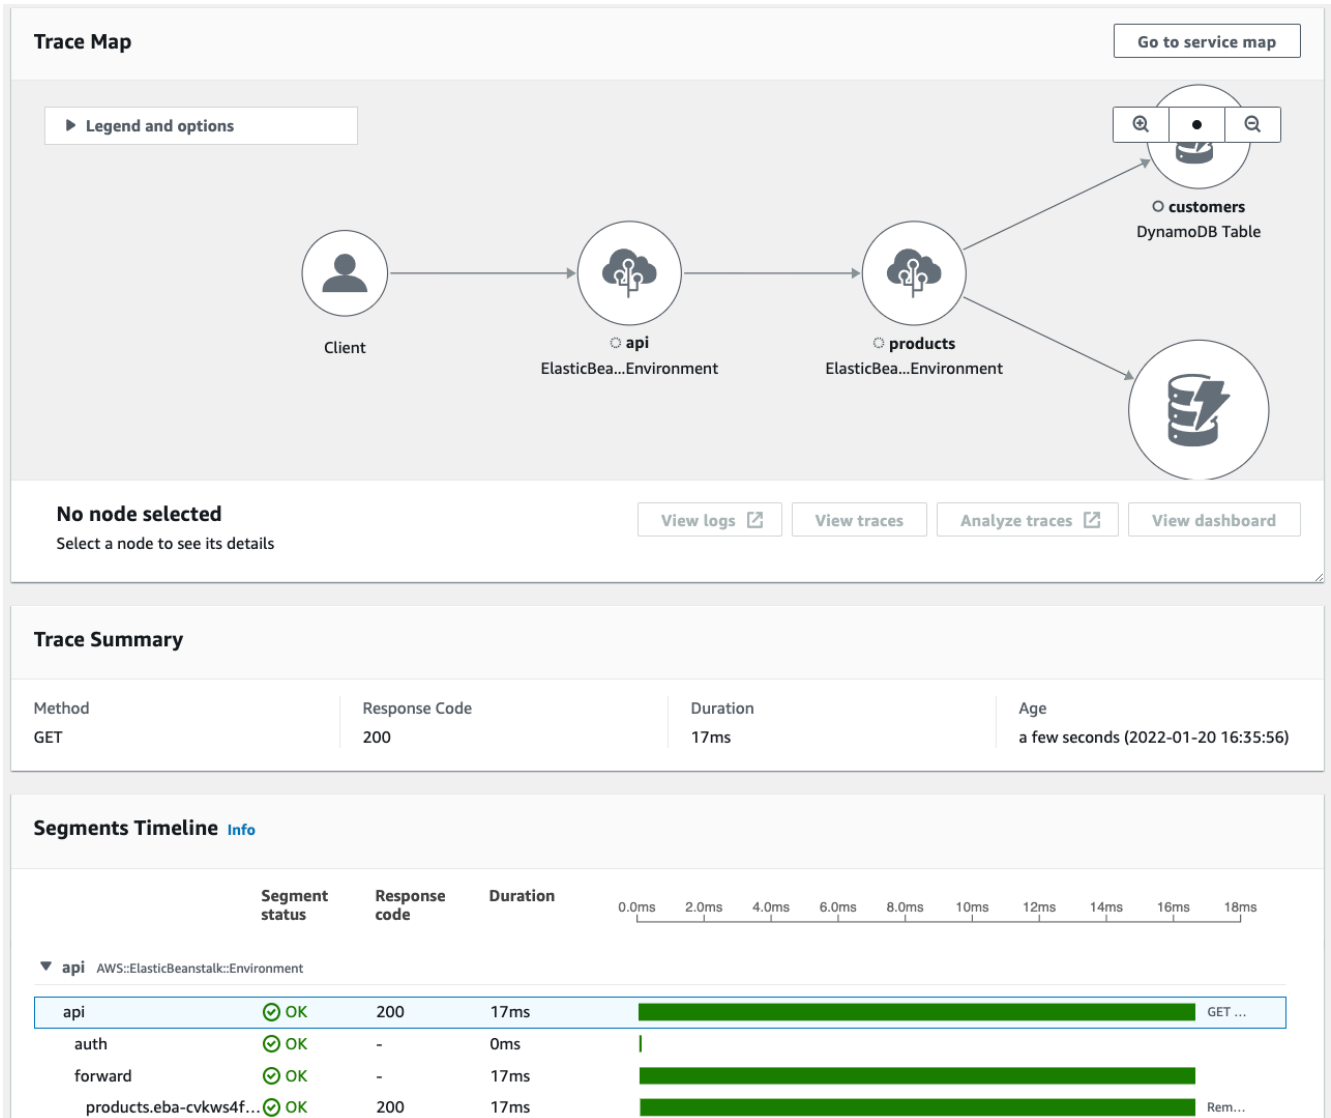 Trace Map
Go to service map
Legend and options
customers
DynamoDB Table
Client
api
ElasticBea...Environment
products
ElasticBea...Environment
No node selected
Select a node to see its details
View logs
View traces
Analyze traces
View dashboard
Trace Summary
Method
GET
Response Code
200
Duration
17ms
Age
a few seconds (2022-01-20 16:35:56)
Segments Timeline Info
Segment status
Response code
Duration
0.0ms 2.0ms 4.0ms 6.0ms 8.0ms 10ms 12ms 14ms 16ms 18ms
api AWS::ElasticBeanstalk::Environment
api OK 200 17ms GET ...
auth OK - 0ms
forward OK - 17ms
products.eba-cvkws4f... OK 200 17ms Rem...